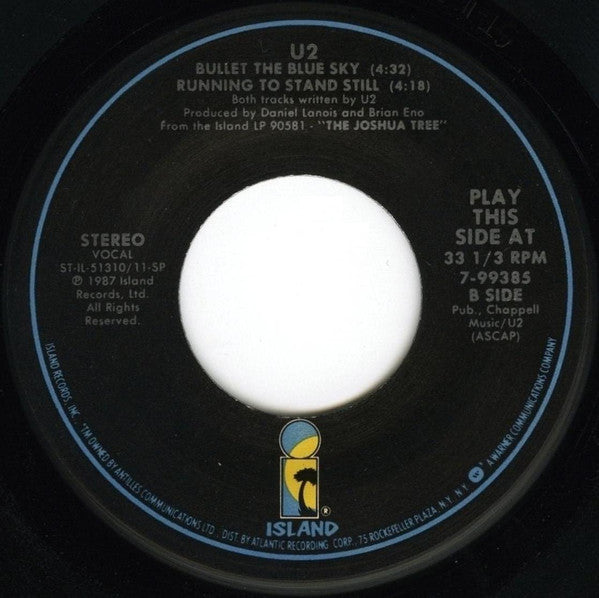 U2
BULLET THE BLUE SKY (4:32)
RUNNING TO STAND STILL (4:18)
Both tracks written by U2
Produced by Daniel Lanois and Brian Eno
From the Island LP 90581 - "THE JOSHUA TREE"
STEREO
VOCAL
ST-IL-51310/11-SP
℗ 1987 Island
Records, Ltd.
All Rights
Reserved.
PLAY
THIS
SIDE AT
33 1/3 RPM
7-99385
B SIDE
Pub., Chappell
Music/U2
(ASCAP)
ISLAND
®
ISLAND RECORDS, INC. - *TM OWNED BY ANTILLES COMMUNICATIONS LTD. DIST. BY ATLANTIC RECORDING CORP., 75 ROCKEFELLER PLAZA, N.Y., N.Y. * A WARNER COMMUNICATIONS COMPANY